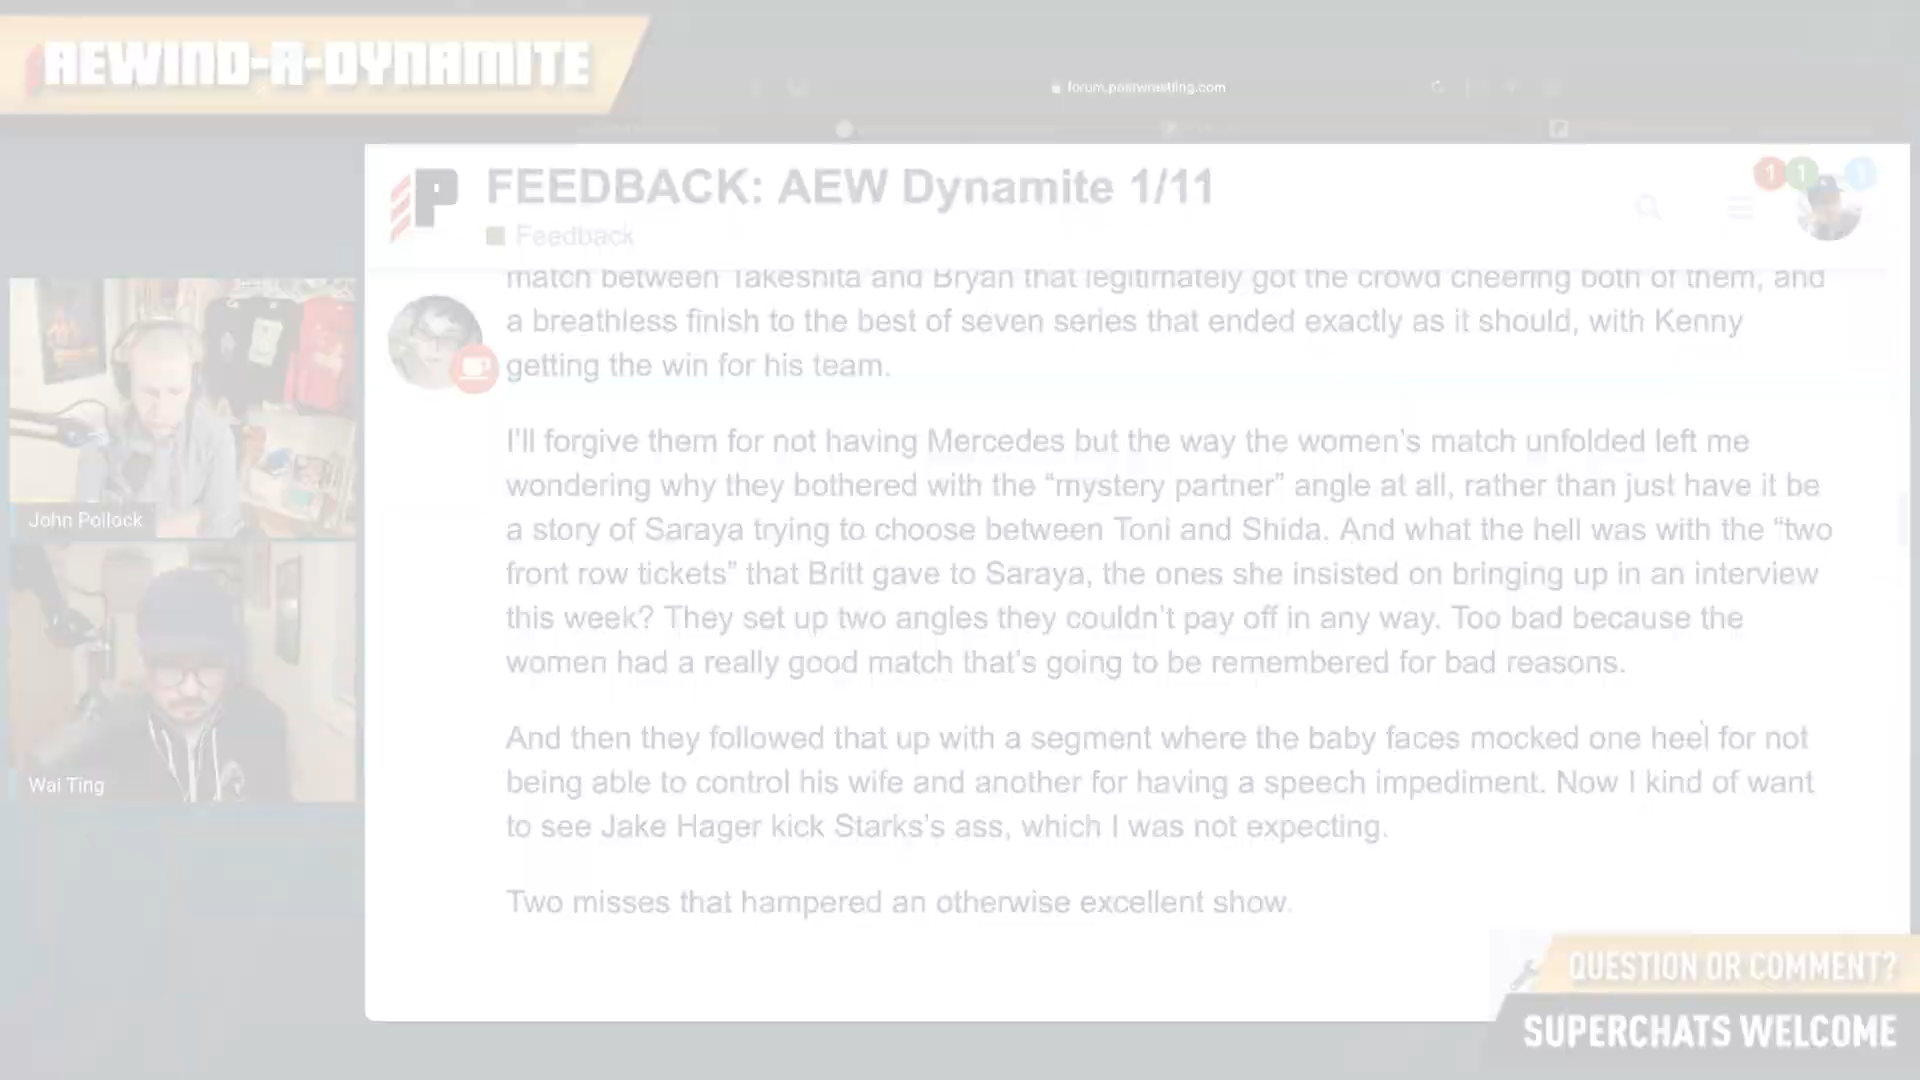 REWIND-A-DYNAMITE
forum.postwrestling.com
P
FEEDBACK: AEW Dynamite 1/11
Feedback
1
1
1
match between Takeshita and Bryan that legitimately got the crowd cheering both of them, and
a breathless finish to the best of seven series that ended exactly as it should, with Kenny
getting the win for his team.
I'll forgive them for not having Mercedes but the way the women's match unfolded left me
wondering why they bothered with the “mystery partner” angle at all, rather than just have it be
a story of Saraya trying to choose between Toni and Shida. And what the hell was with the “two
front row tickets” that Britt gave to Saraya, the ones she insisted on bringing up in an interview
this week? They set up two angles they couldn't pay off in any way. Too bad because the
women had a really good match that's going to be remembered for bad reasons.
And then they followed that up with a segment where the baby faces mocked one heel for not
being able to control his wife and another for having a speech impediment. Now I kind of want
to see Jake Hager kick Starks's ass, which I was not expecting.
Two misses that hampered an otherwise excellent show.
John Pollock
Wai Ting
QUESTION OR COMMENT?
SUPERCHATS WELCOME